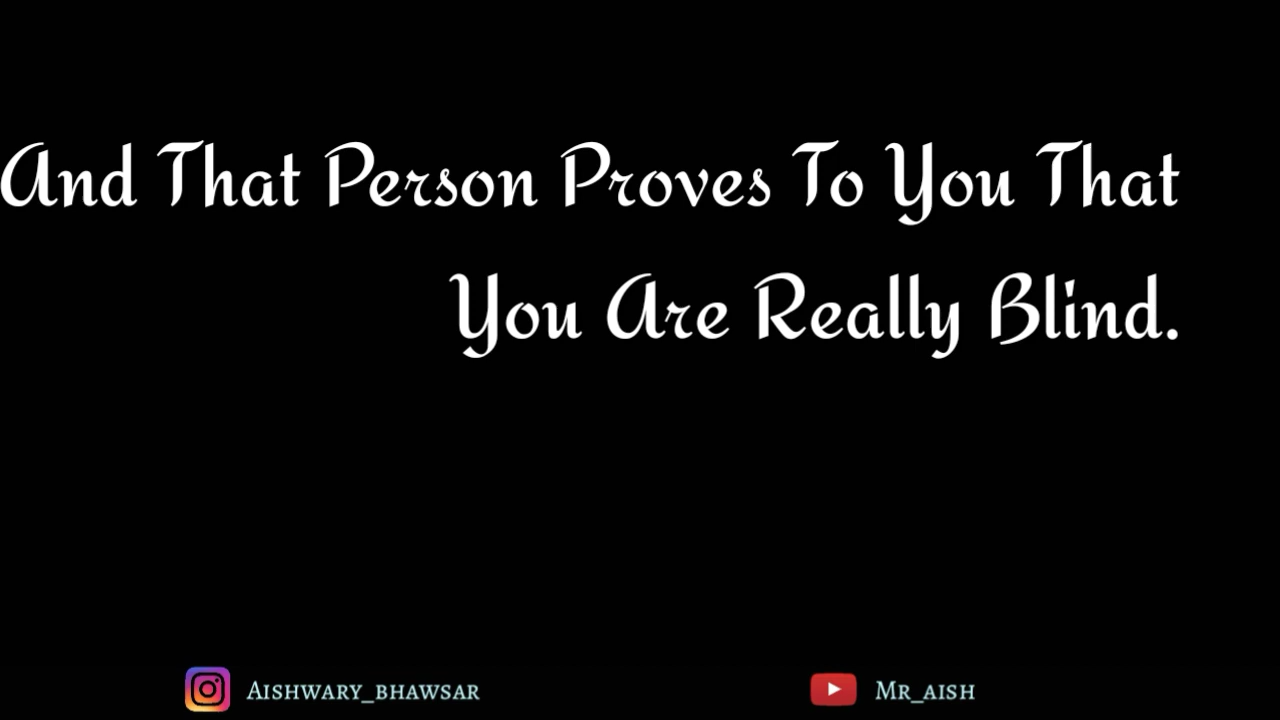 And That Person Proves To You That
You Are Really Blind.
Aishwary_bhawsar
Mr_aish